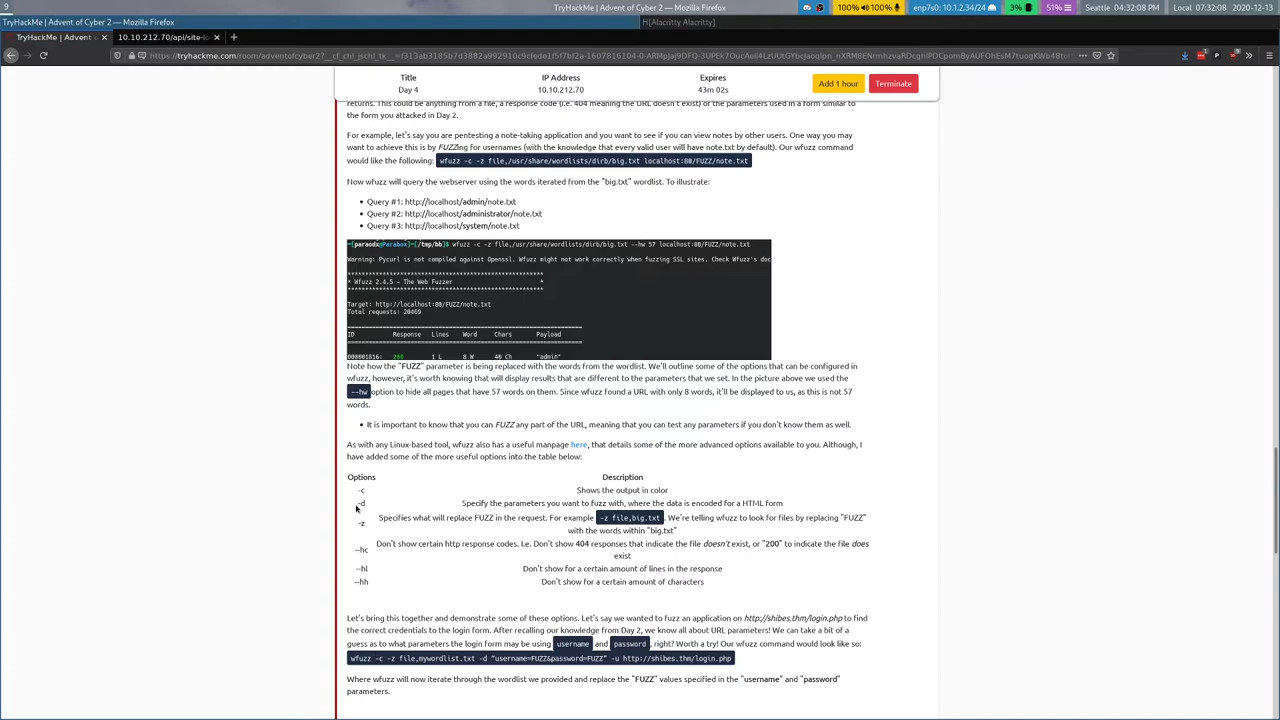 9
TryHackMe | Advent of Cyber 2 — Mozilla Firefox
100% 100% enp7s0: 10.1.2.34/24 3% 51% Seattle 04:32:08 PM Local: 07:32:08 2020-12-13
TryHackMe | Advent of Cyber 2 — Mozilla Firefox H[Alacritty Alacritty]
TryHackMe | Advent c × 10.10.212.70/api/site-lo × +
Title IP Address Expires
Day 4 10.10.212.70 43m 02s Add 1 hour Terminate
returns. This could be anything from a file, a response code (i.e. 404 meaning the URL doesn't exist) or the parameters used in a form similar to
the form you attacked in Day 2.
For example, let's say you are pentesting a note-taking application and you want to see if you can view notes by other users. One way you may
want to achieve this is by FUZZing for usernames (with the knowledge that every valid user will have note.txt by default). Our wfuzz command
would like the following: wfuzz -c -z file,/usr/share/wordlists/dirb/big.txt localhost:80/FUZZ/note.txt
Now wfuzz will query the webserver using the words iterated from the "big.txt" wordlist. To illustrate:
• Query #1: http://localhost/admin/note.txt
• Query #2: http://localhost/administrator/note.txt
• Query #3: http://localhost/system/note.txt
~[paraodx@Parabox]~[/tmp/bb]$ wfuzz -c -z file,/usr/share/wordlists/dirb/big.txt --hw 57 localhost:80/FUZZ/note.txt
Warning: Pycurl is not compiled against Openssl. Wfuzz might not work correctly when fuzzing SSL sites. Check Wfuzz's doc
* Wfuzz 2.4.5 - The Web Fuzzer *
Target: http://localhost:80/FUZZ/note.txt
Total requests: 20469
ID Response Lines Word Chars Payload
000001816: 200 1 L 8 W 40 Ch "admin"
Note how the "FUZZ" parameter is being replaced with the words from the wordlist. We'll outline some of the options that can be configured in
wfuzz, however, it's worth knowing that will display results that are different to the parameters that we set. In the picture above we used the
--hw option to hide all pages that have 57 words on them. Since wfuzz found a URL with only 8 words, it'll be displayed to us, as this is not 57
words.
• It is important to know that you can FUZZ any part of the URL, meaning that you can test any parameters if you don't know them as well.
As with any Linux-based tool, wfuzz also has a useful manpage here, that details some of the more advanced options available to you. Although, I
have added some of the more useful options into the table below:
Options Description
-c Shows the output in color
-d Specify the parameters you want to fuzz with, where the data is encoded for a HTML form
-z Specifies what will replace FUZZ in the request. For example -z file,big.txt. We're telling wfuzz to look for files by replacing "FUZZ"
with the words within "big.txt"
--hc Don't show certain http response codes. I.e. Don't show 404 responses that indicate the file doesn't exist, or "200" to indicate the file does
exist
--hl Don't show for a certain amount of lines in the response
--hh Don't show for a certain amount of characters
Let's bring this together and demonstrate some of these options. Let's say we wanted to fuzz an application on http://shibes.thm/login.php to find
the correct credentials to the login form. After recalling our knowledge from Day 2, we know all about URL parameters! We can take a bit of a
guess as to what parameters the login form may be using username and password, right? Worth a try! Our wfuzz command would look like so:
wfuzz -c -z file,mywordlist.txt -d "username=FUZZ&password=FUZZ" -u http://shibes.thm/login.php
Where wfuzz will now iterate through the wordlist we provided and replace the "FUZZ" values specified in the "username" and "password"
parameters.